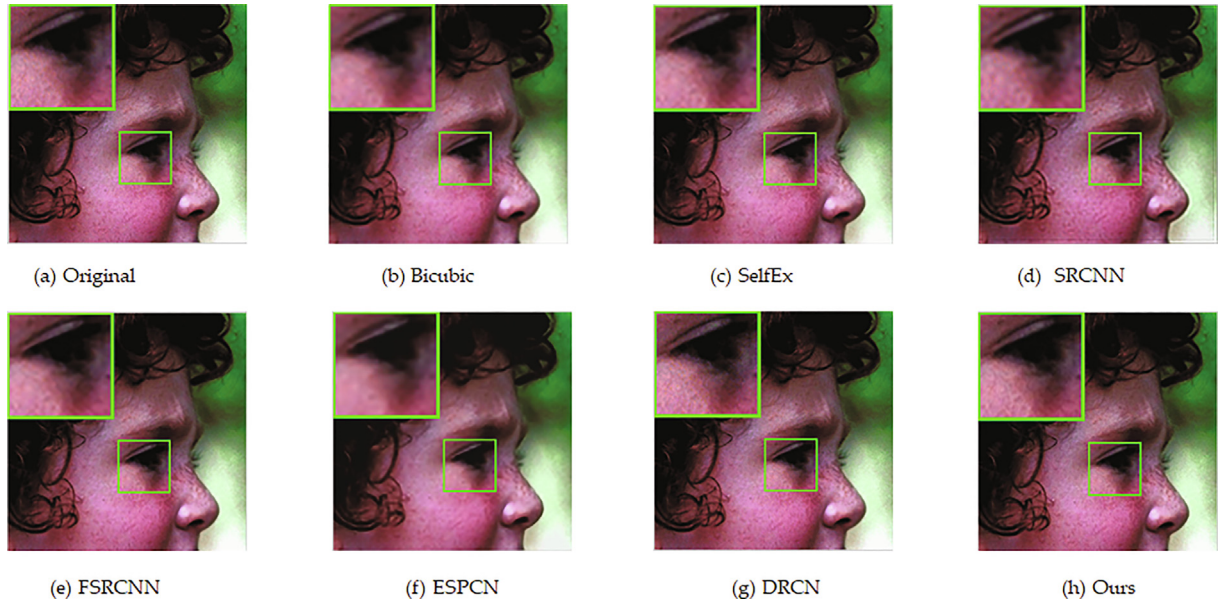 (a) Original
(b) Bicubic
(c) SelfEx
(d) SRCNN
(e) FSRCNN
(f) ESPCN
(g) DRCN
(h) Ours